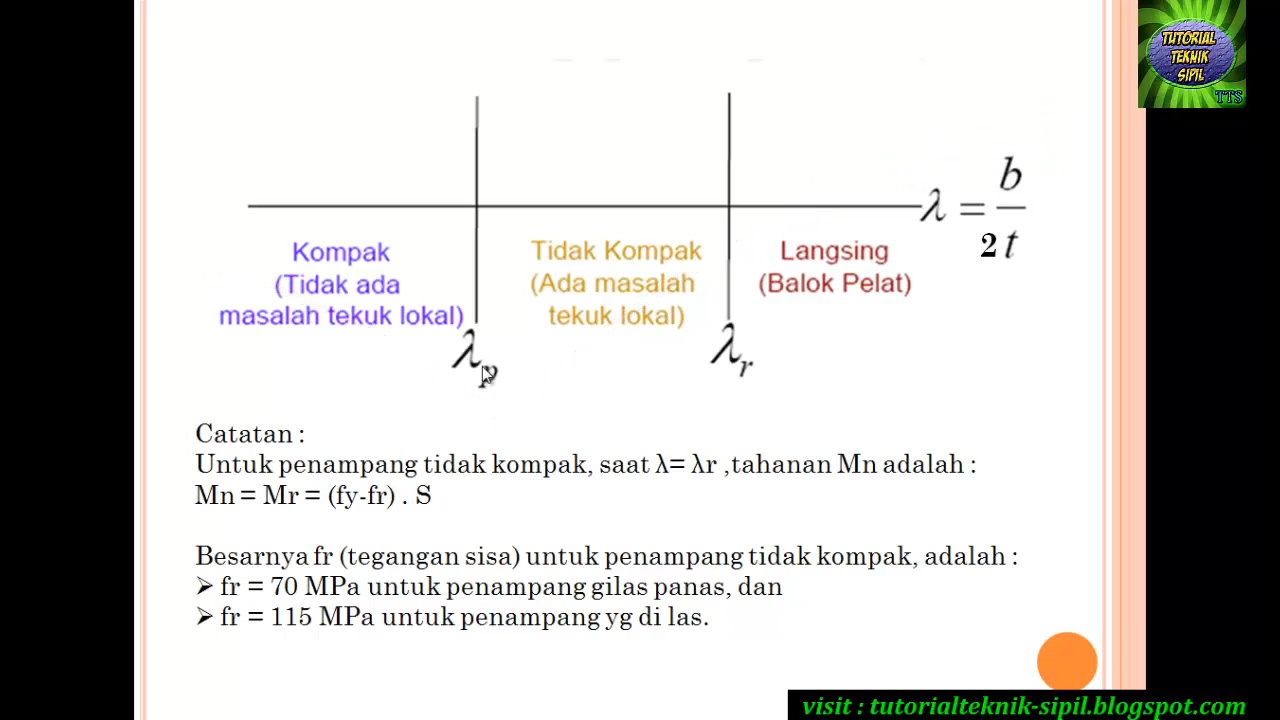 TUTORIAL
TEKNIK
SIPIL
TTS
λ = b
2 t
Kompak
(Tidak ada
masalah tekuk lokal)
Tidak Kompak
(Ada masalah
tekuk lokal)
Langsing
(Balok Pelat)
λp
λr
Catatan :
Untuk penampang tidak kompak, saat λ= λr ,tahanan Mn adalah :
Mn = Mr = (fy-fr) . S
Besarnya fr (tegangan sisa) untuk penampang tidak kompak, adalah :
➢ fr = 70 MPa untuk penampang gilas panas, dan
➢ fr = 115 MPa untuk penampang yg di las.
visit : tutorialteknik-sipil.blogspot.com